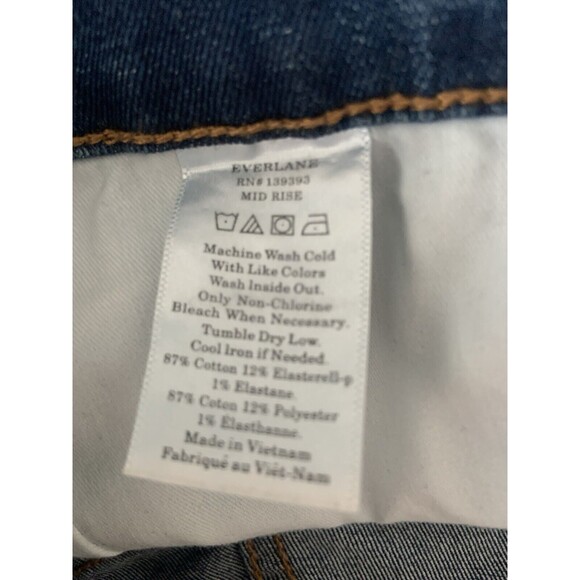 EVERLANE
RN# 139393
MID RISE
Machine Wash Cold
With Like Colors
Wash Inside Out.
Only Non-Chlorine
Bleach When Necessary.
Tumble Dry Low.
Cool Iron if Needed.
87% Cotton 12% Elasterell-p
1% Elastane.
87% Coton 12% Polyester
1% Élasthanne.
Made in Vietnam
Fabriqué au Viêt-Nam